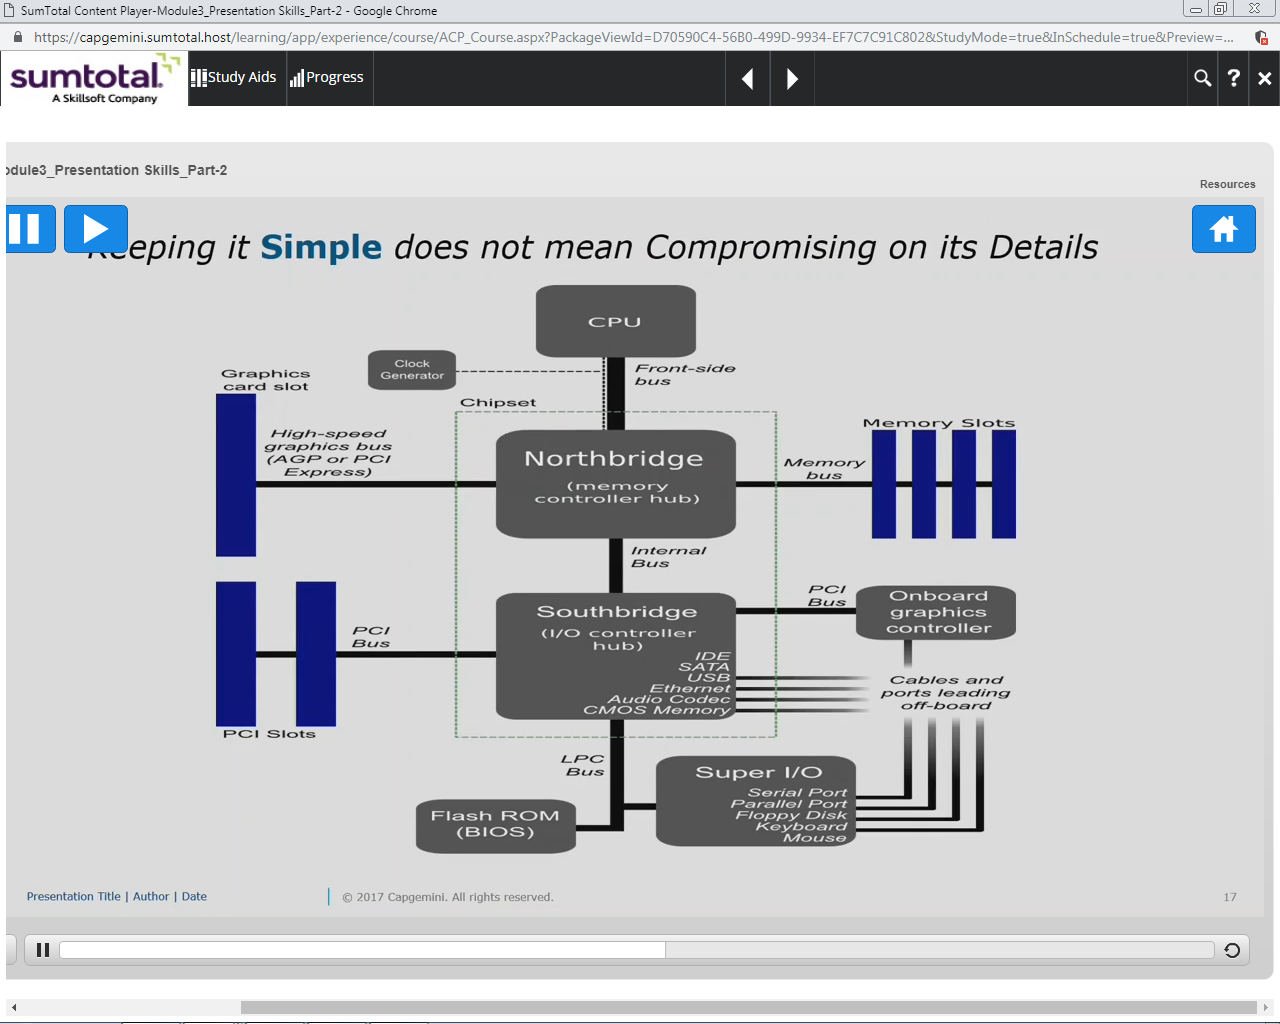 SumTotal Content Player-Module3_Presentation Skills_Part-2 - Google Chrome
https://capgemini.sumtotal.host/learning/app/experience/course/ACP_Course.aspx?PackageViewId=D70590C4-56B0-499D-9934-EF7C7C91C802&StudyMode=true&InSchedule=true&Preview=...
sumtotal.
A Skillsoft Company
Study Aids
Progress
odule3_Presentation Skills_Part-2
Resources
Keeping it Simple does not mean Compromising on its Details
CPU
Clock
Generator
Front-side
bus
Graphics
card slot
Chipset
High-speed
graphics bus
(AGP or PCI
Express)
Northbridge
(memory
controller hub)
Memory
bus
Memory Slots
Internal
Bus
PCI
Bus
Southbridge
(I/O controller
hub)
IDE
SATA
USB
Ethernet
Audio Codec
CMOS Memory
PCI
Bus
Onboard
graphics
controller
Cables and
ports leading
off-board
PCI Slots
LPC
Bus
Super I/O
Serial Port
Parallel Port
Floppy Disk
Keyboard
Mouse
Flash ROM
(BIOS)
Presentation Title | Author | Date
© 2017 Capgemini. All rights reserved.
17